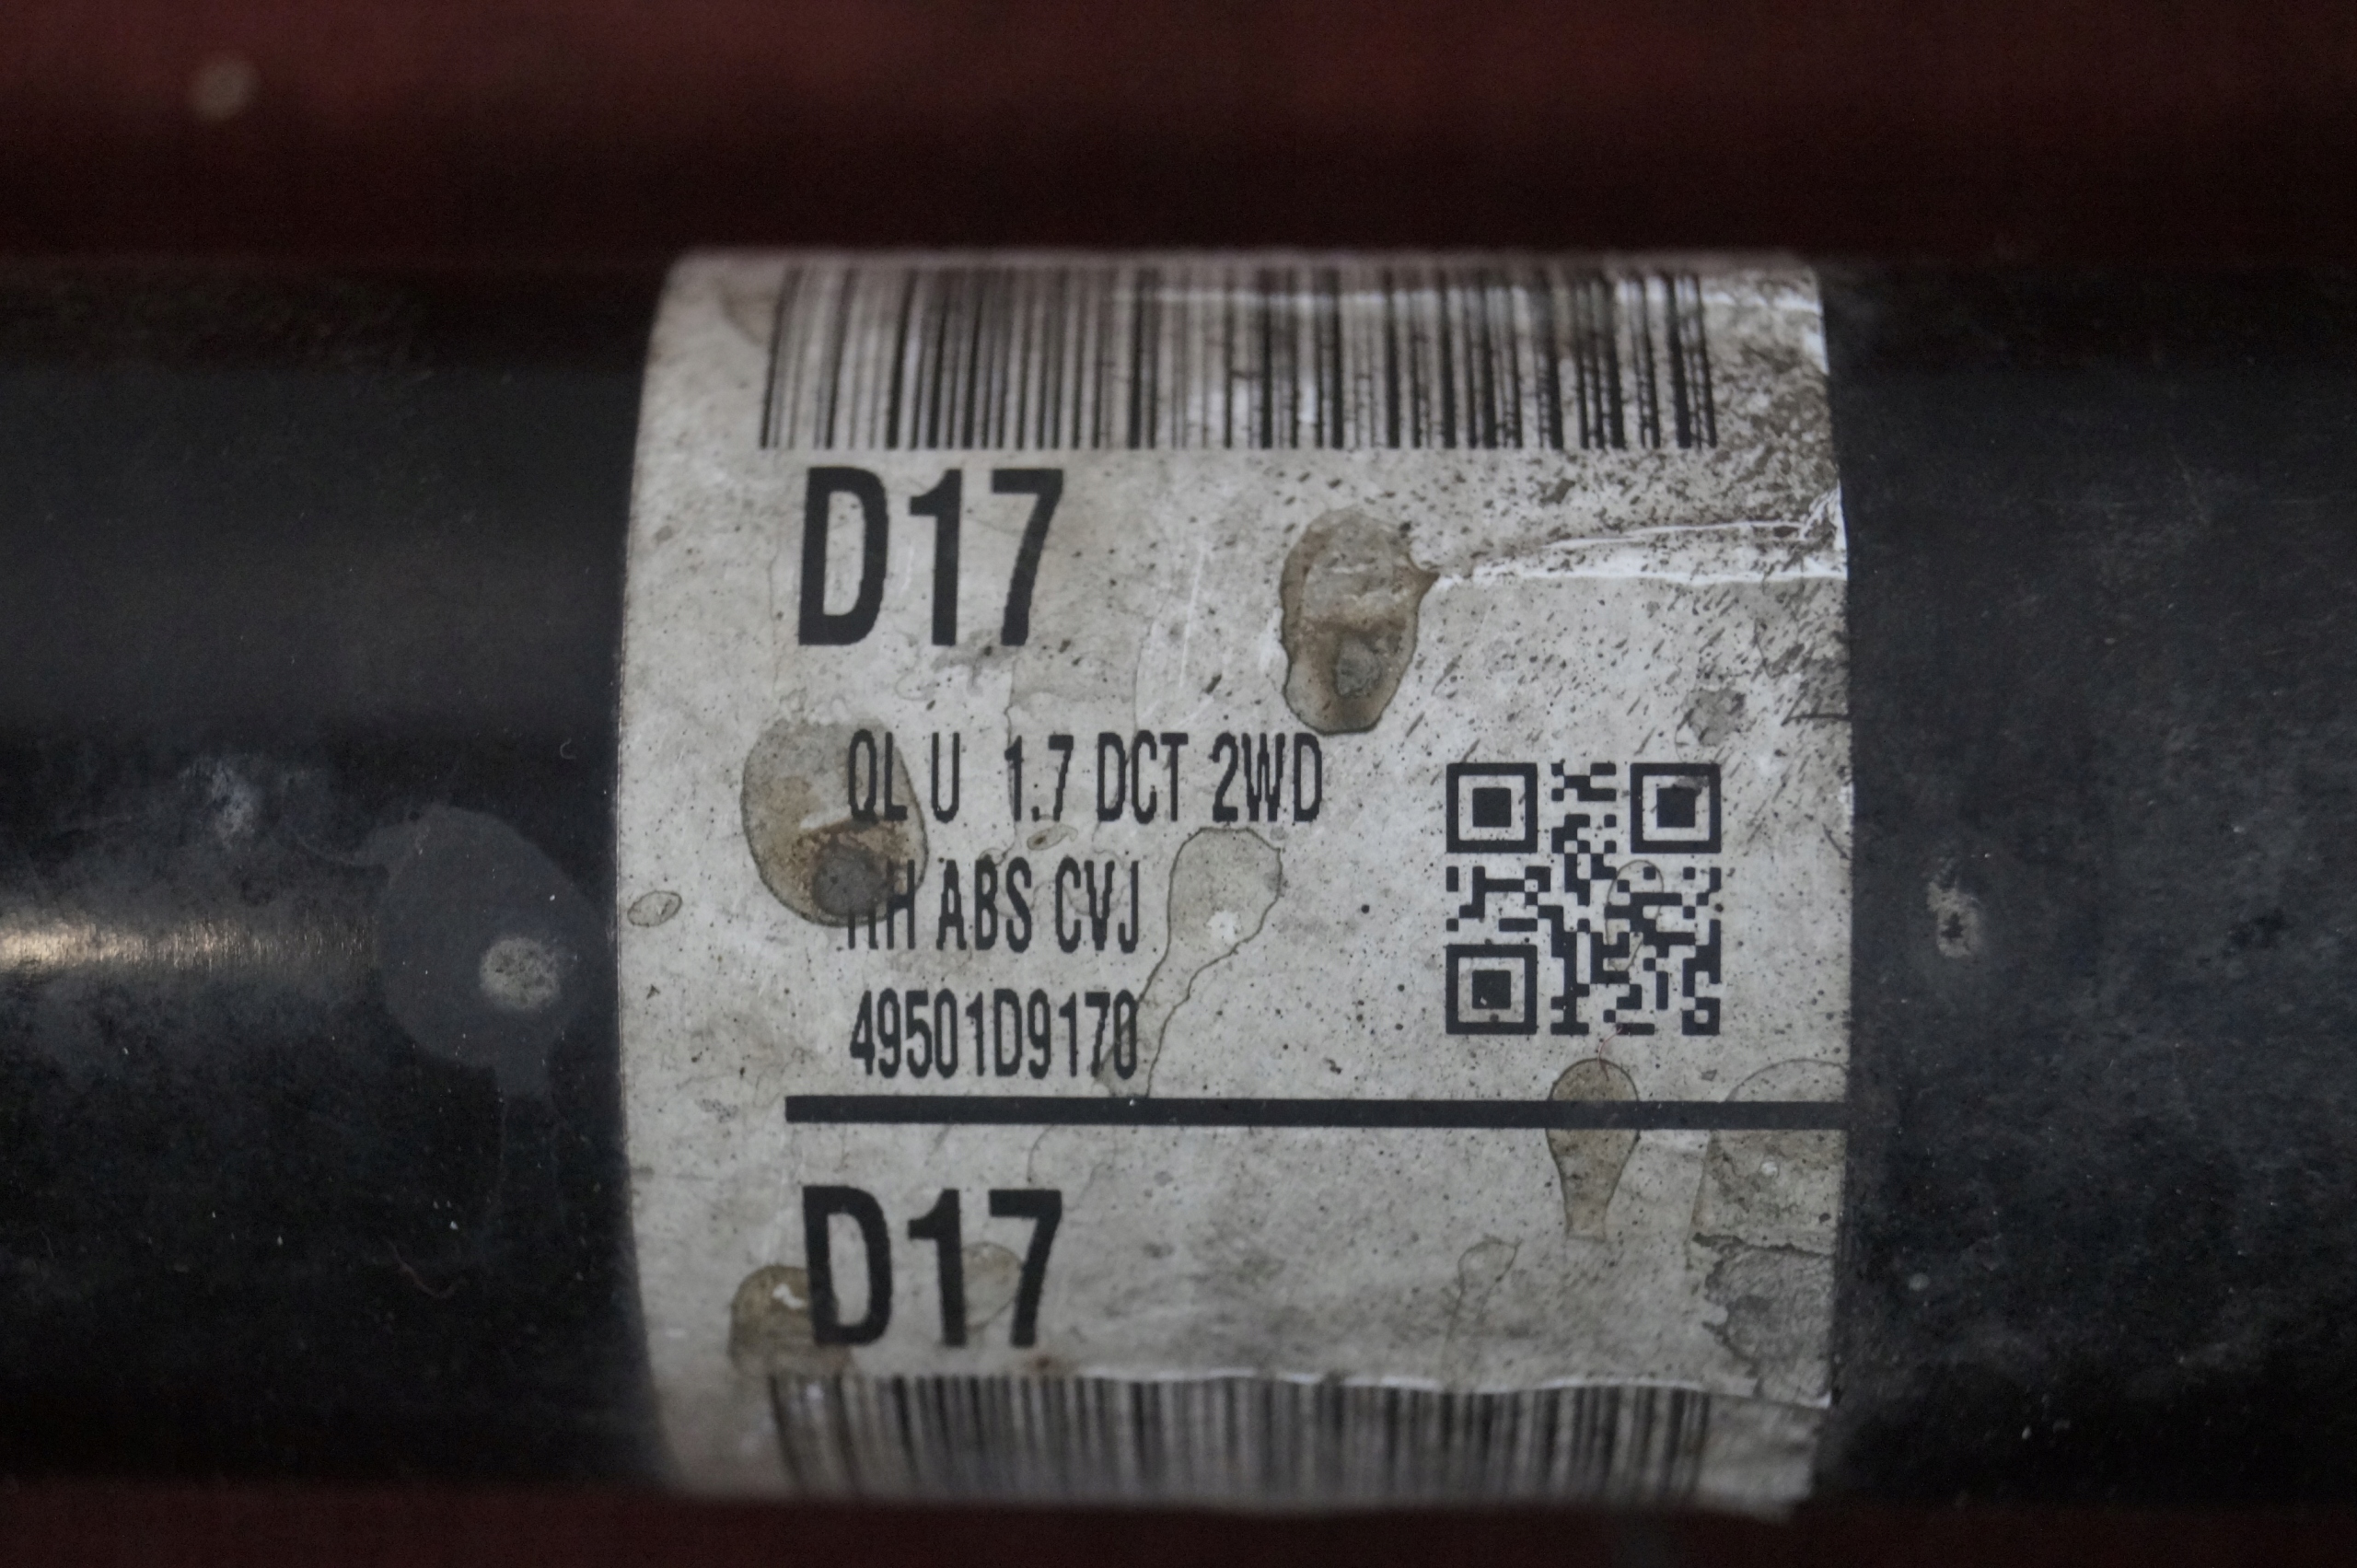 D17
QL U 1.7 DCT 2WD
RH ABS CVJ
49501D9170
D17